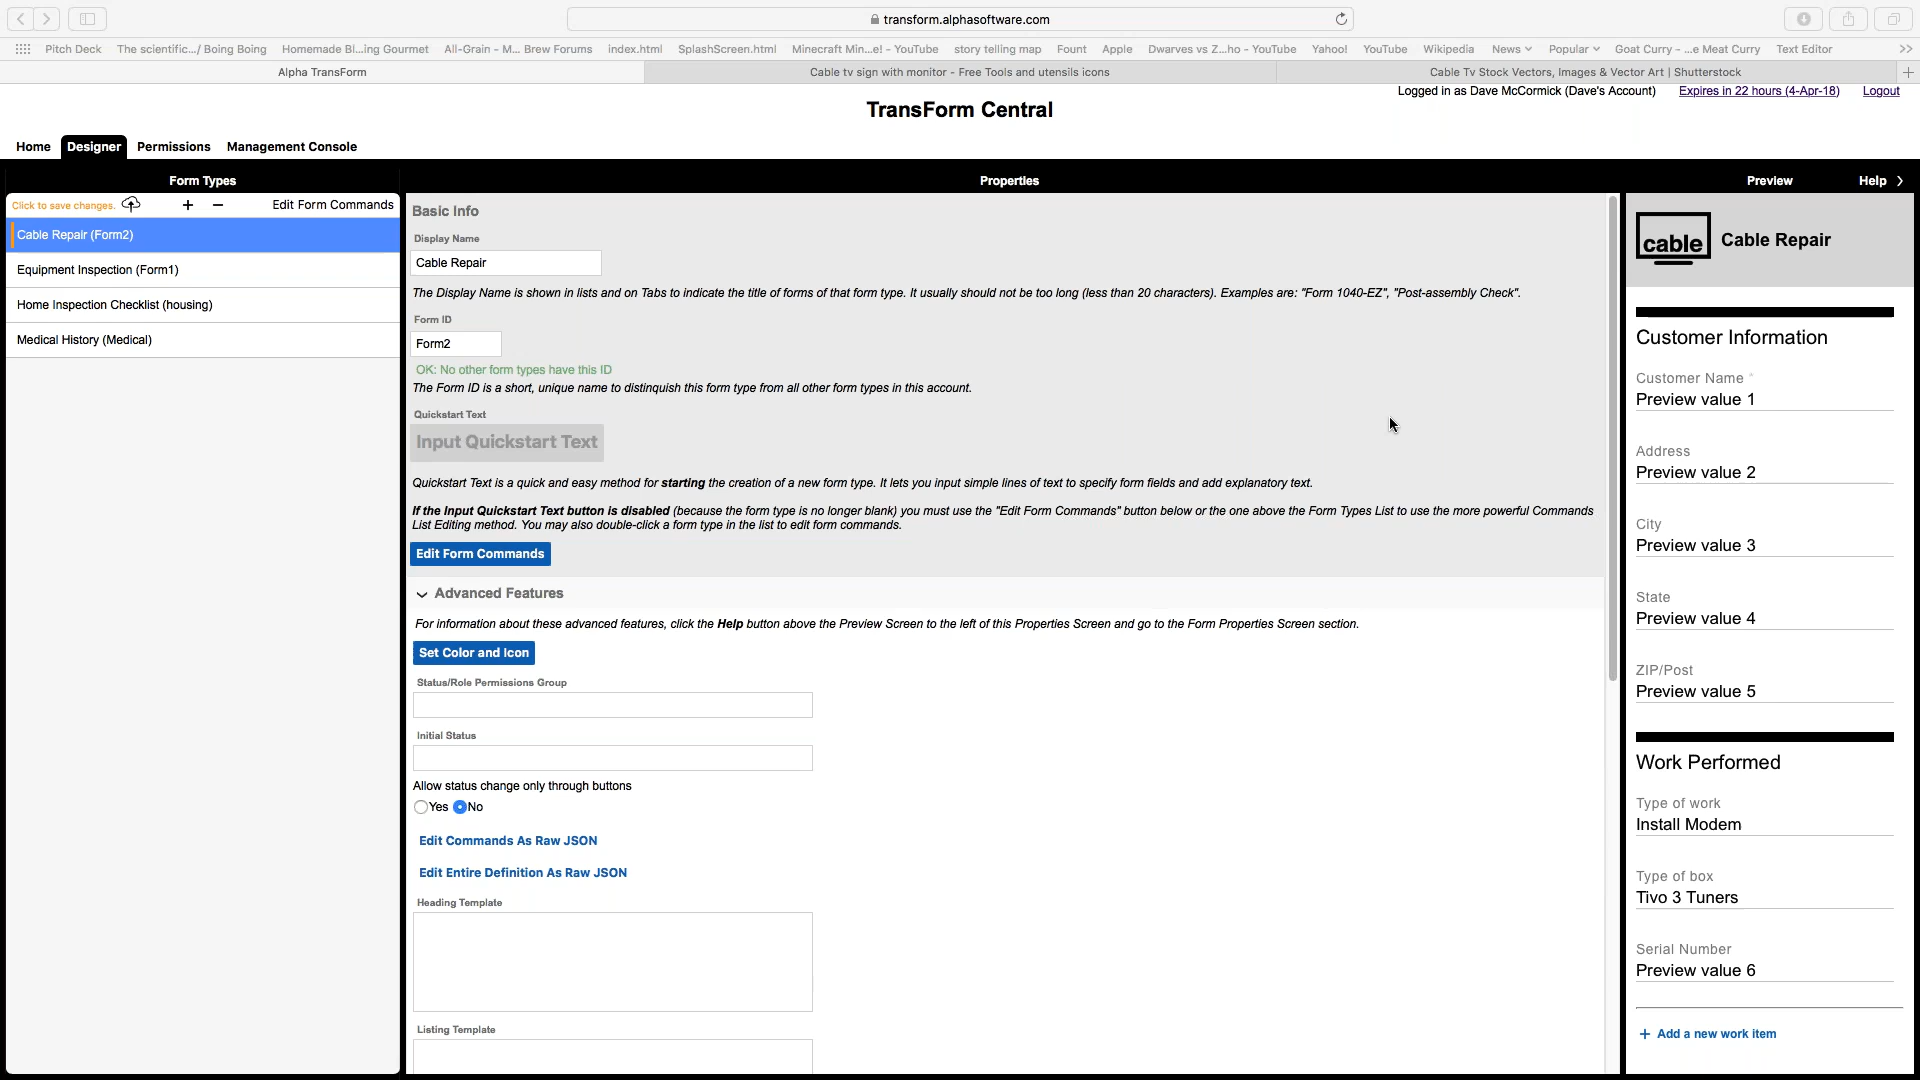 transform.alphasoftware.com
Pitch Deck The scientific.../ Boing Boing Homemade Bl...ing Gourmet All-Grain - M... Brew Forums index.html SplashScreen.html Minecraft Min...e! - YouTube story telling map Fount Apple Dwarves vs Z...ho - YouTube Yahoo! YouTube Wikipedia News Popular Goat Curry - ...e Meat Curry Text Editor
Alpha TransForm Cable tv sign with monitor - Free Tools and utensils icons Cable Tv Stock Vectors, Images & Vector Art | Shutterstock
Logged in as Dave McCormick (Dave's Account) Expires in 22 hours (4-Apr-18) Logout
TransForm Central
Home Designer Permissions Management Console
Form Types Properties Preview Help
Click to save changes. + − Edit Form Commands
Cable Repair (Form2)
Equipment Inspection (Form1)
Home Inspection Checklist (housing)
Medical History (Medical)
Basic Info
Display Name
Cable Repair
The Display Name is shown in lists and on Tabs to indicate the title of forms of that form type. It usually should not be too long (less than 20 characters). Examples are: "Form 1040-EZ", "Post-assembly Check".
Form ID
Form2
OK: No other form types have this ID
The Form ID is a short, unique name to distinquish this form type from all other form types in this account.
Quickstart Text
Input Quickstart Text
Quickstart Text is a quick and easy method for starting the creation of a new form type. It lets you input simple lines of text to specify form fields and add explanatory text.
If the Input Quickstart Text button is disabled (because the form type is no longer blank) you must use the "Edit Form Commands" button below or the one above the Form Types List to use the more powerful Commands
List Editing method. You may also double-click a form type in the list to edit form commands.
Edit Form Commands
Advanced Features
For information about these advanced features, click the Help button above the Preview Screen to the left of this Properties Screen and go to the Form Properties Screen section.
Set Color and Icon
Status/Role Permissions Group
Initial Status
Allow status change only through buttons
Yes No
Edit Commands As Raw JSON
Edit Entire Definition As Raw JSON
Heading Template
Listing Template
cable Cable Repair
Customer Information
Customer Name *
Preview value 1
Address
Preview value 2
City
Preview value 3
State
Preview value 4
ZIP/Post
Preview value 5
Work Performed
Type of work
Install Modem
Type of box
Tivo 3 Tuners
Serial Number
Preview value 6
+ Add a new work item